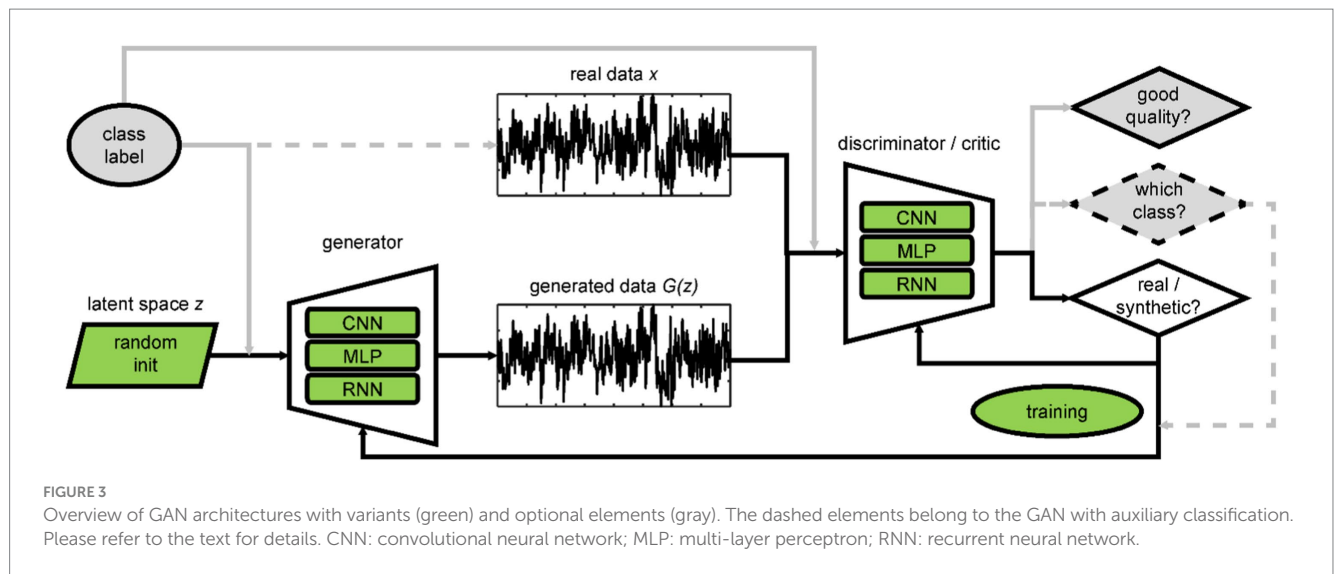 real data x
class
label
good
quality?
discriminator / critic
which
class?
CNN
MLP
RNN
generator
generated data G(z)
real /
synthetic?
latent space z
random
init
CNN
MLP
RNN
training
FIGURE 3
Overview of GAN architectures with variants (green) and optional elements (gray). The dashed elements belong to the GAN with auxiliary classification.
Please refer to the text for details. CNN: convolutional neural network; MLP: multi-layer perceptron; RNN: recurrent neural network.